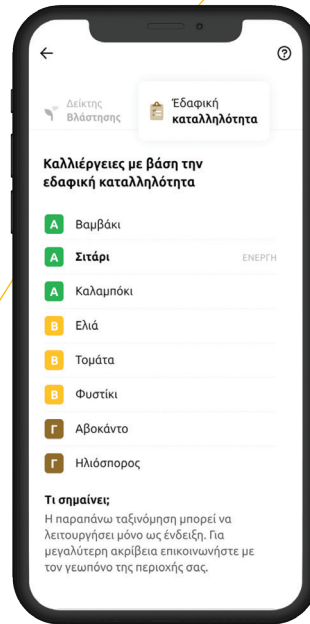 Δείκτης
Βλάστησης
Έδαφική
καταλληλότητα
Καλλιέργειες με βάση την
εδαφική καταλληλότητα
Α Βαμβάκι
Α Σιτάρι ΕΝΕΡΓΗ
Α Καλαμπόκι
Β Ελιά
Β Τομάτα
Β Φυστίκι
Γ Αβοκάντο
Γ Ηλιόσπορος
Τι σημαίνει;
Η παραπάνω ταξινόμηση μπορεί να
λειτουργήσει μόνο ως ένδειξη. Για
μεγαλύτερη ακρίβεια επικοινωνήστε με
τον γεωπόνο της περιοχής σας.